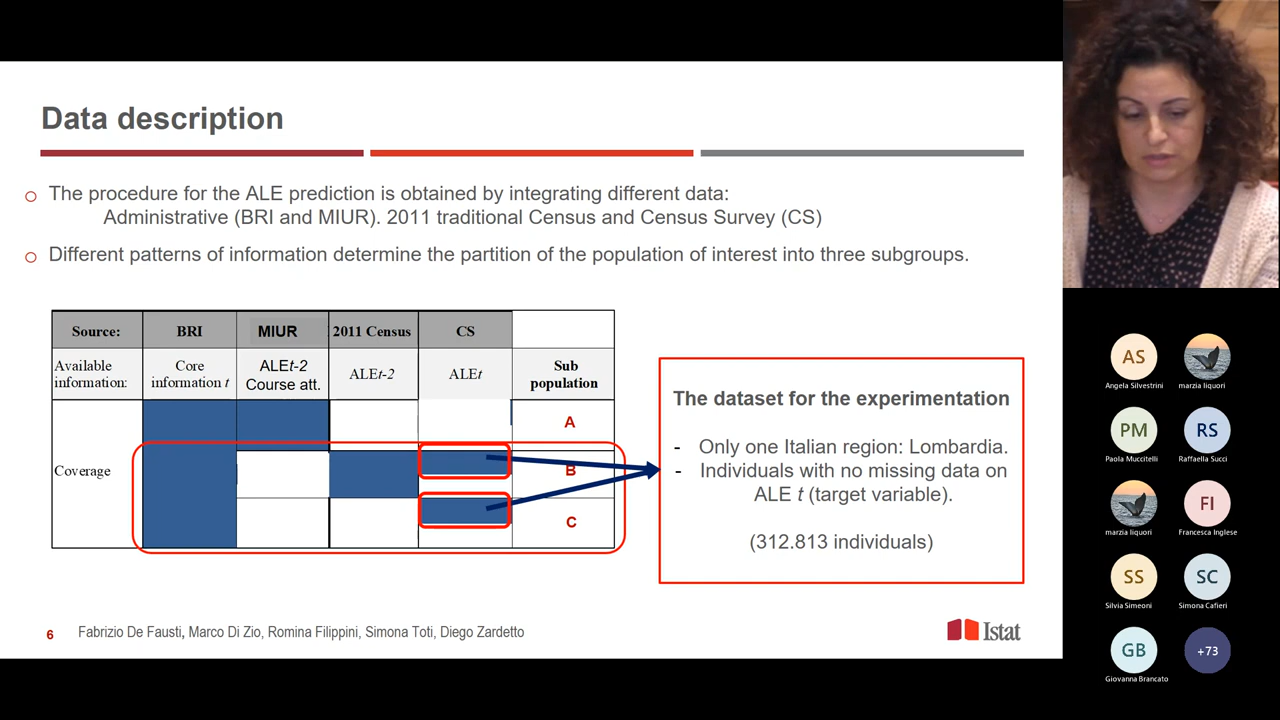 Data description
The procedure for the ALE prediction is obtained by integrating different data:
Administrative (BRI and MIUR). 2011 traditional Census and Census Survey (CS)
Different patterns of information determine the partition of the population of interest into three subgroups.
Source: BRI MIUR 2011 Census CS
Available information: Core information t ALEt-2 Course att. ALEt-2 ALEt Sub population
A
Coverage B
C
The dataset for the experimentation
- Only one Italian region: Lombardia.
- Individuals with no missing data on
ALE t (target variable).
(312.813 individuals)
6 Fabrizio De Fausti, Marco Di Zio, Romina Filippini, Simona Toti, Diego Zardetto
Istat
AS
Angela Silvestrini marzia liquori
PM RS
Paola Muccitelli Raffaella Succi
FI
marzia liquori Francesca Inglese
SS SC
Silvia Simeoni Simona Cafieri
GB +73
Giovanna Brancato